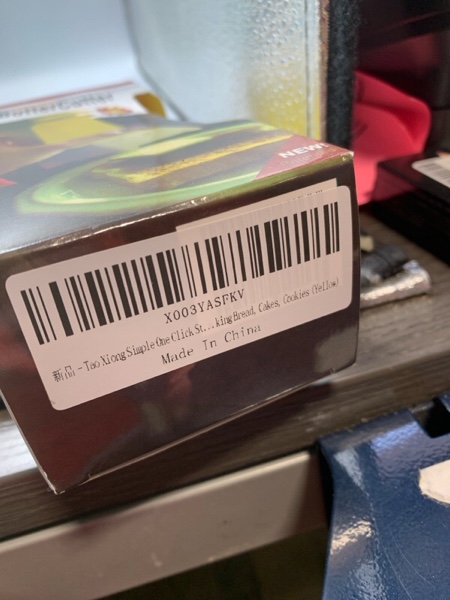 NEW!
X003YASFKV
新品 - Tao Xiong Simple One Click St...king Bread, Cakes, Cookies (Yellow)
Made In China